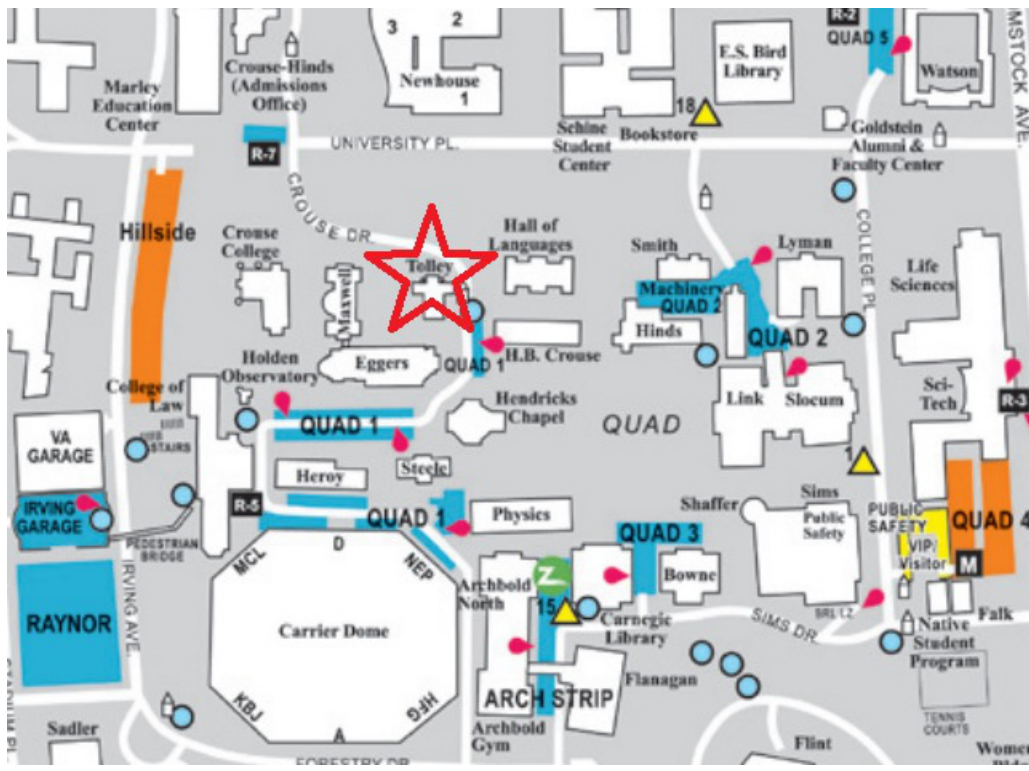 3
2
R-2
QUAD 5
Crouse-Hinds
(Admissions
Office)
Newhouse
1
E.S. Bird
Library
Watson
Marley
Education
Center
18
Schine
Student
Center
Bookstore
Goldstein
Alumni &
Faculty Center
UNIVERSITY PL.
R-7
CROUSE DR.
Hillside
Crouse
College
Tolley
Hall of
Languages
Smith
Lyman
COLLEGE PL.
Life
Sciences
Maxwell
Machinery
QUAD 2
Hinds
QUAD 2
Eggers
QUAD 1
H.B. Crouse
Holden
Observatory
College of
Law
STAIRS
QUAD 1
Hendricks
Chapel
QUAD
Link
Slocum
Sci-
Tech
R-3
VA
GARAGE
Heroy
Steele
1
IRVING
GARAGE
R-5
QUAD 1
Physics
Shaffer
Sims
Public
Safety
PUBLIC
SAFETY
QUAD 4
VIP/
Visitor
M
PEDESTRIAN
BRIDGE
MCL
D
NEP
QUAD 3
Bowne
Archbold
North
Z
15
Carnegie
Library
SIMS DR.
Falk
Native
Student
Program
RAYNOR
IRVING AVE.
Carrier Dome
Flanagan
ARCH STRIP
KBJ
HFG
A
Archbold
Gym
TENNIS
COURTS
Sadler
FORESTRY DR.
Flint